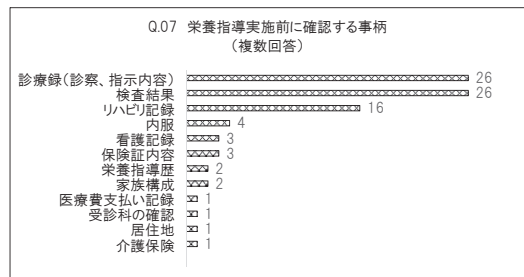 Q.07 栄養指導実施前に確認する事柄
(複数回答)
診療録(診察、指示内容) 26
検査結果 26
リハビリ記録 16
内服 4
看護記録 3
保険証内容 3
栄養指導歴 2
家族構成 2
医療費支払い記録 1
受診科の確認 1
居住地 1
介護保険 1